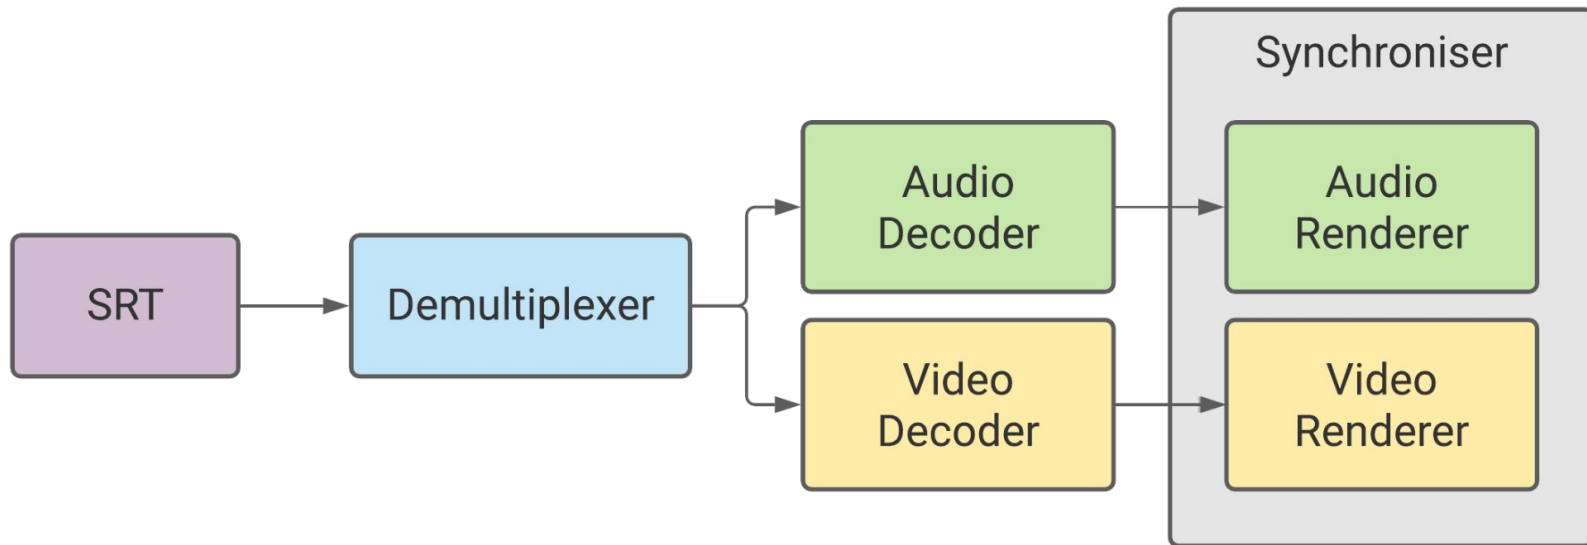 Synchroniser
SRT
Demultiplexer
Audio
Decoder
Audio
Renderer
Video
Decoder
Video
Renderer